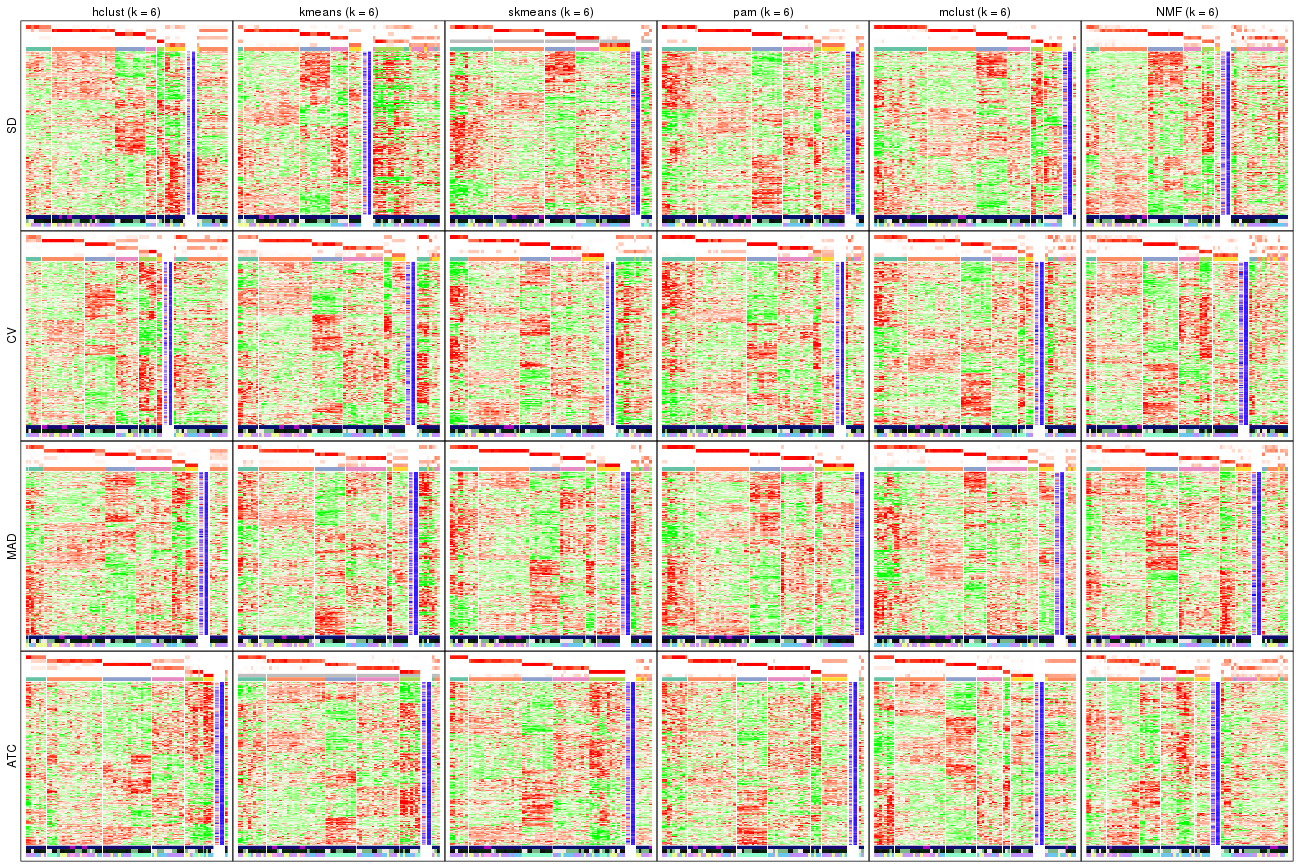 hclust (k = 6) kmeans (k = 6) skmeans (k = 6) pam (k = 6) mclust (k = 6) NMF (k = 6)
SD
CV
MAD
ATC